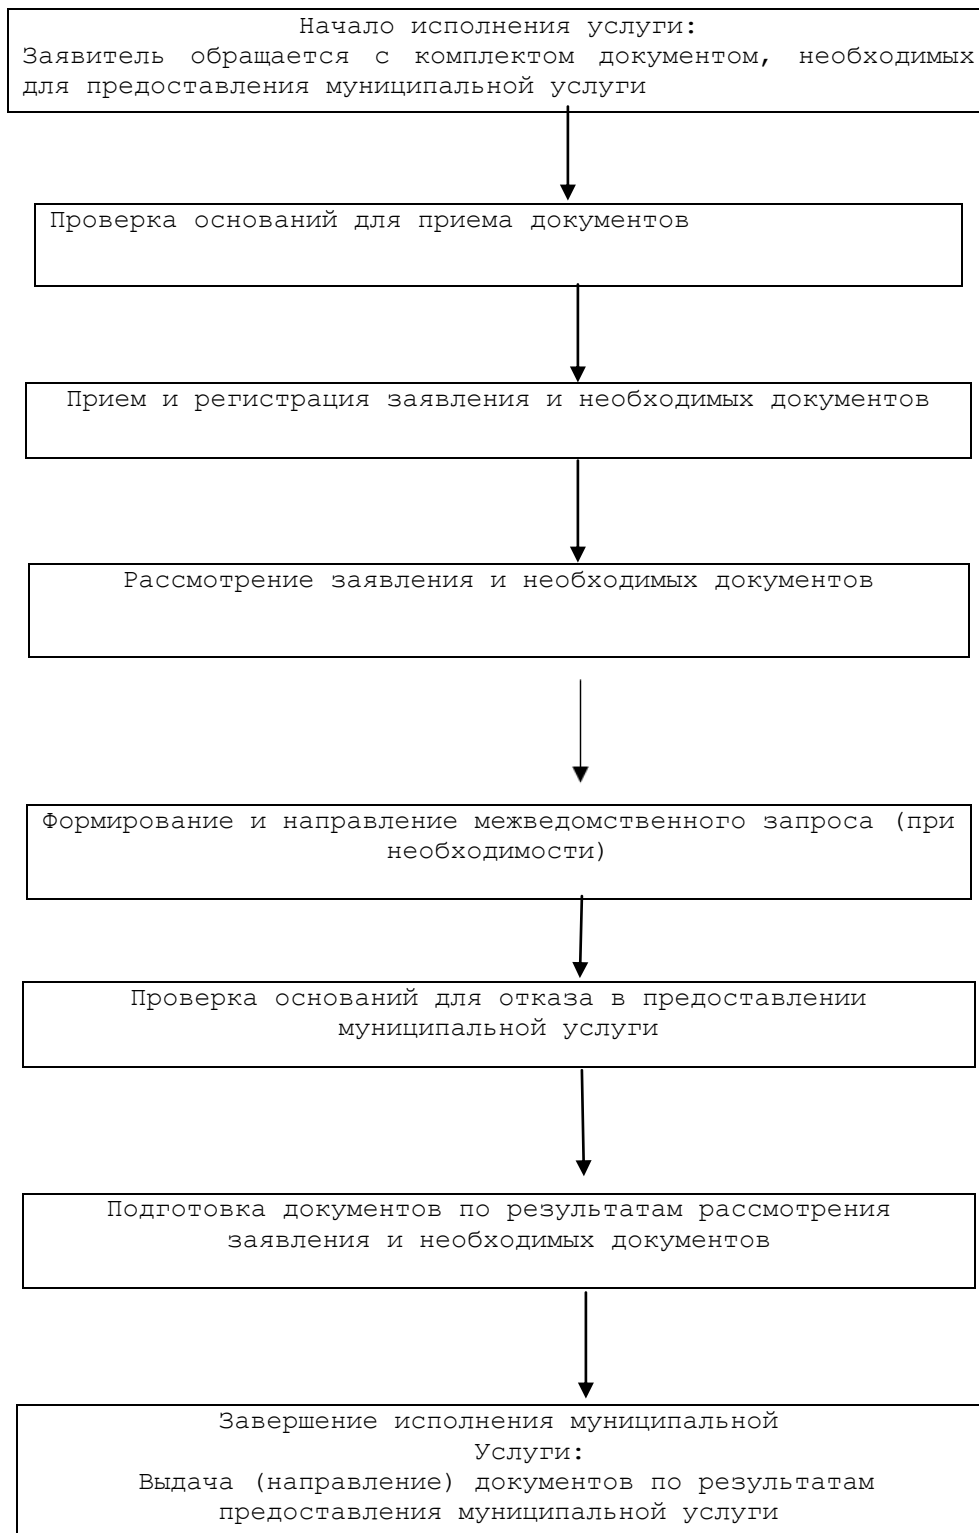 Начало исполнения услуги:
Заявитель обращается с комплектом документом, необходимых
для предоставления муниципальной услуги
Проверка оснований для приема документов
Прием и регистрация заявления и необходимых документов
Рассмотрение заявления и необходимых документов
Формирование и направление межведомственного запроса (при
необходимости)
Проверка оснований для отказа в предоставлении
муниципальной услуги
Подготовка документов по результатам рассмотрения
заявления и необходимых документов
Завершение исполнения муниципальной
Услуги:
Выдача (направление) документов по результатам
предоставления муниципальной услуги